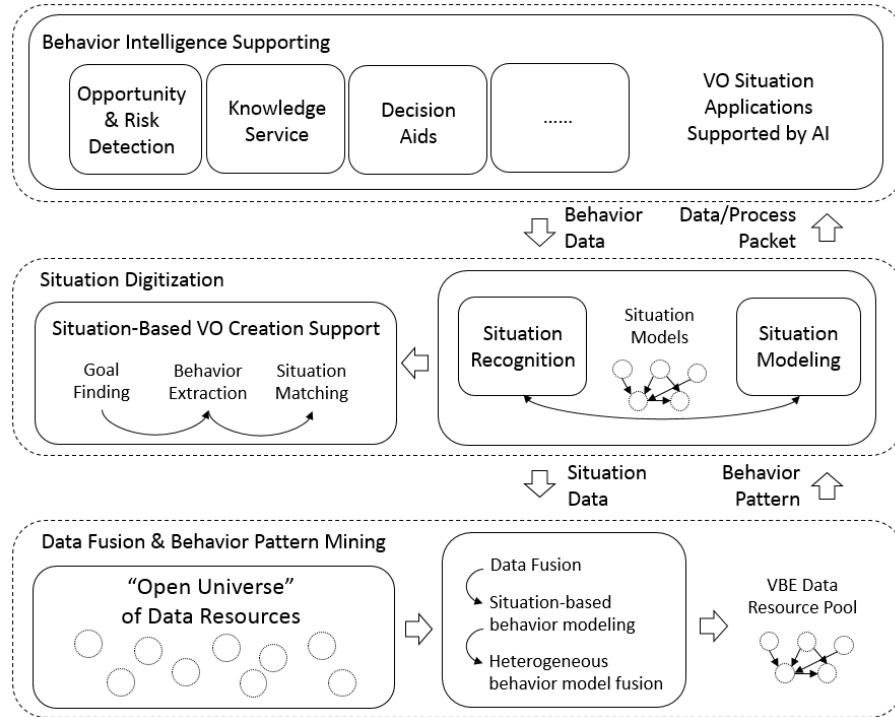 Behavior Intelligence Supporting
Opportunity
& Risk
Detection
Knowledge
Service
Decision
Aids
......
VO Situation
Applications
Supported by AI
Behavior
Data
Data/Process
Packet
Situation Digitization
Situation-Based VO Creation Support
Goal
Finding
Behavior
Extraction
Situation
Matching
Situation
Recognition
Situation
Models
Situation
Modeling
Situation
Data
Behavior
Pattern
Data Fusion & Behavior Pattern Mining
“Open Universe”
of Data Resources
Data Fusion
Situation-based
behavior modeling
Heterogeneous
behavior model fusion
VBE Data
Resource Pool